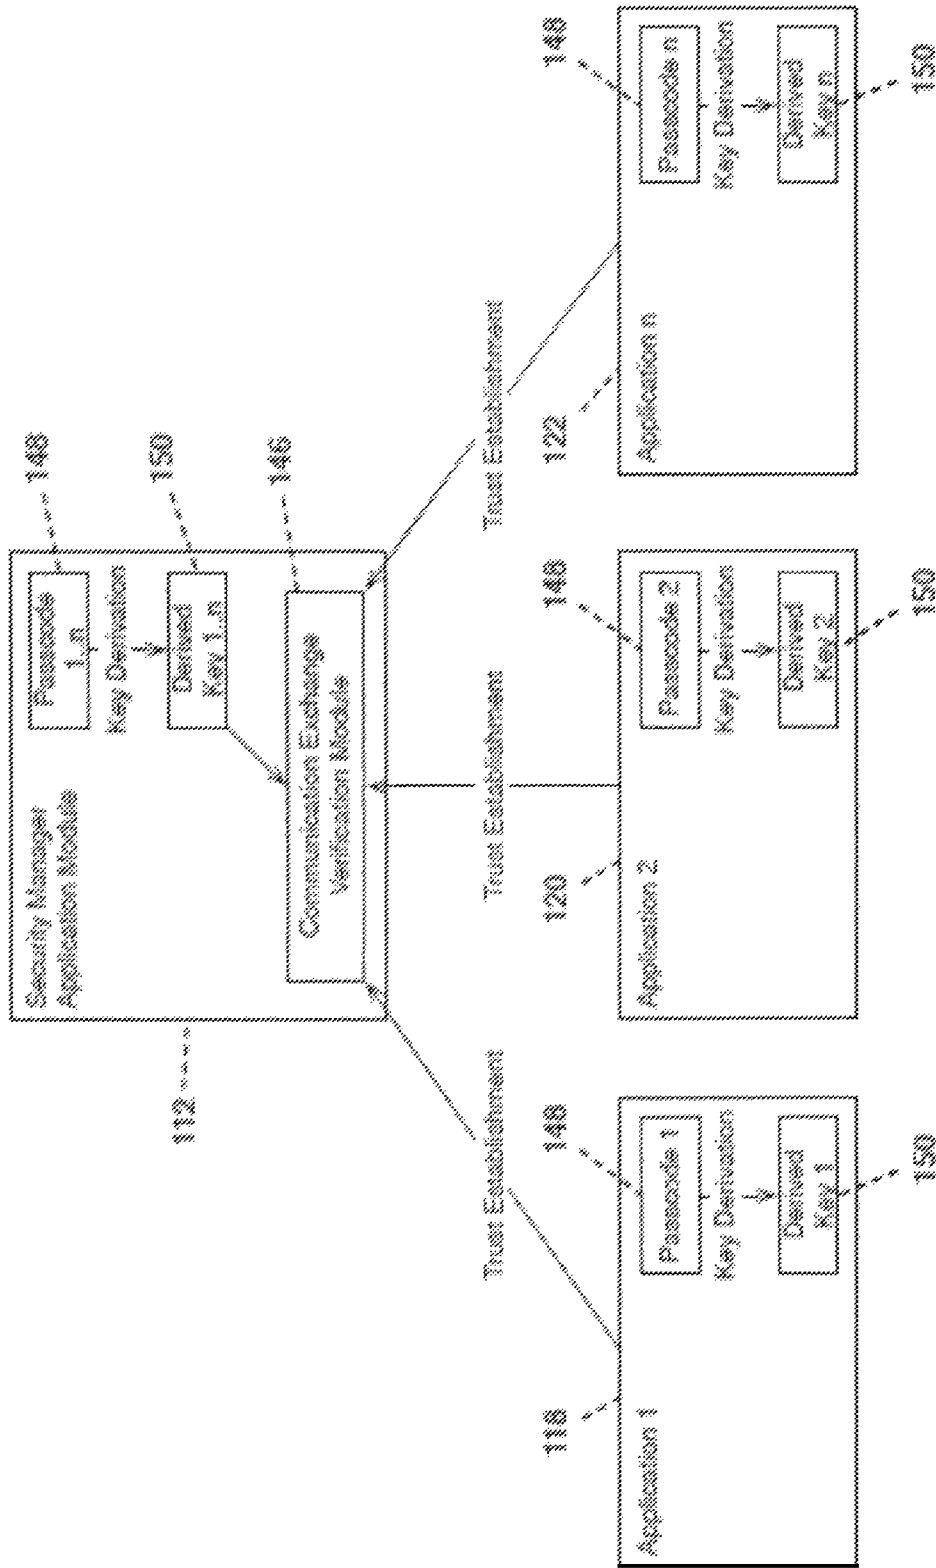 Security Manager
Application Module
Passcode
1..n
Key Derivation
Derived
Key 1..n
Communication Exchange
Verification Module
112
148
150
146
Trust Establishment
Trust Establishment
Trust Establishment
118
Application 1
148
Passcode 1
Key Derivation
Derived
Key 1
150
120
Application 2
148
Passcode 2
Key Derivation
Derived
Key 2
150
122
Application n
148
Passcode n
Key Derivation
Derived
Key n
150